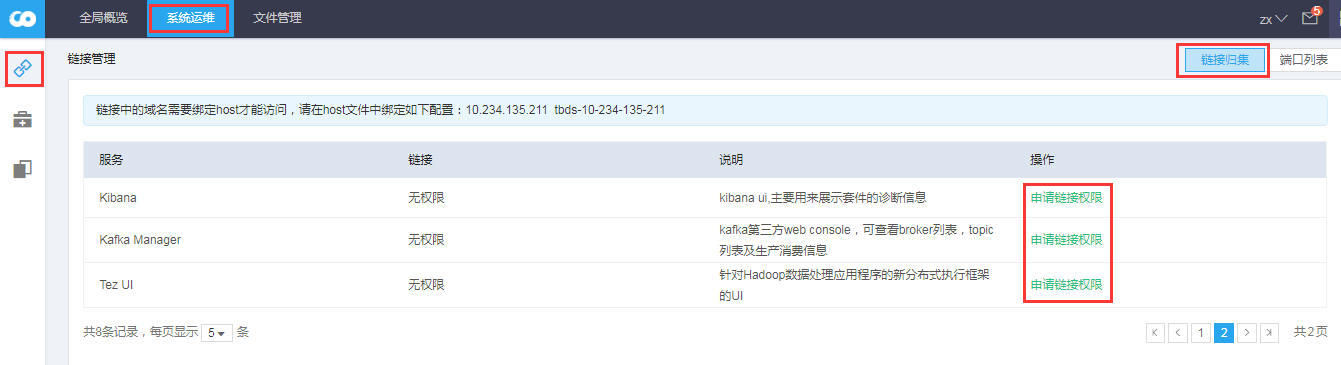 全局概览 系统运维 文件管理 zx 5
链接管理 链接归集 端口列表
链接中的域名需要绑定host才能访问，请在host文件中绑定如下配置：10.234.135.211 tbds-10-234-135-211
服务 链接 说明 操作
Kibana 无权限 kibana ui,主要用来展示套件的诊断信息 申请链接权限
Kafka Manager 无权限 kafka第三方web console，可查看broker列表，topic
列表及生产消费信息 申请链接权限
Tez UI 无权限 针对Hadoop数据处理应用程序的新分布式执行框架
的UI 申请链接权限
共8条记录，每页显示 5 条 1 2 共2页